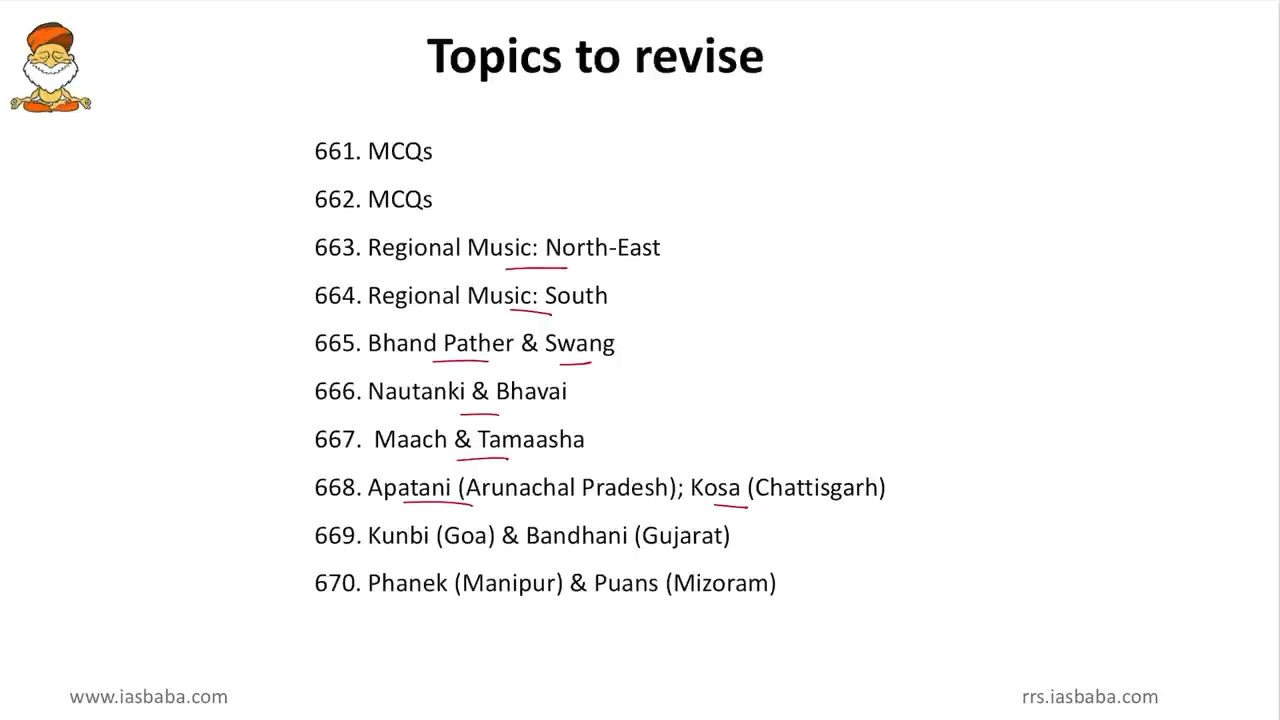 Topics to revise
661. MCQs
662. MCQs
663. Regional Music: North-East
664. Regional Music: South
665. Bhand Pather & Swang
666. Nautanki & Bhavai
667. Maach & Tamaasha
668. Apatani (Arunachal Pradesh); Kosa (Chattisgarh)
669. Kunbi (Goa) & Bandhani (Gujarat)
670. Phanek (Manipur) & Puans (Mizoram)
www.iasbaba.com
rrs.iasbaba.com